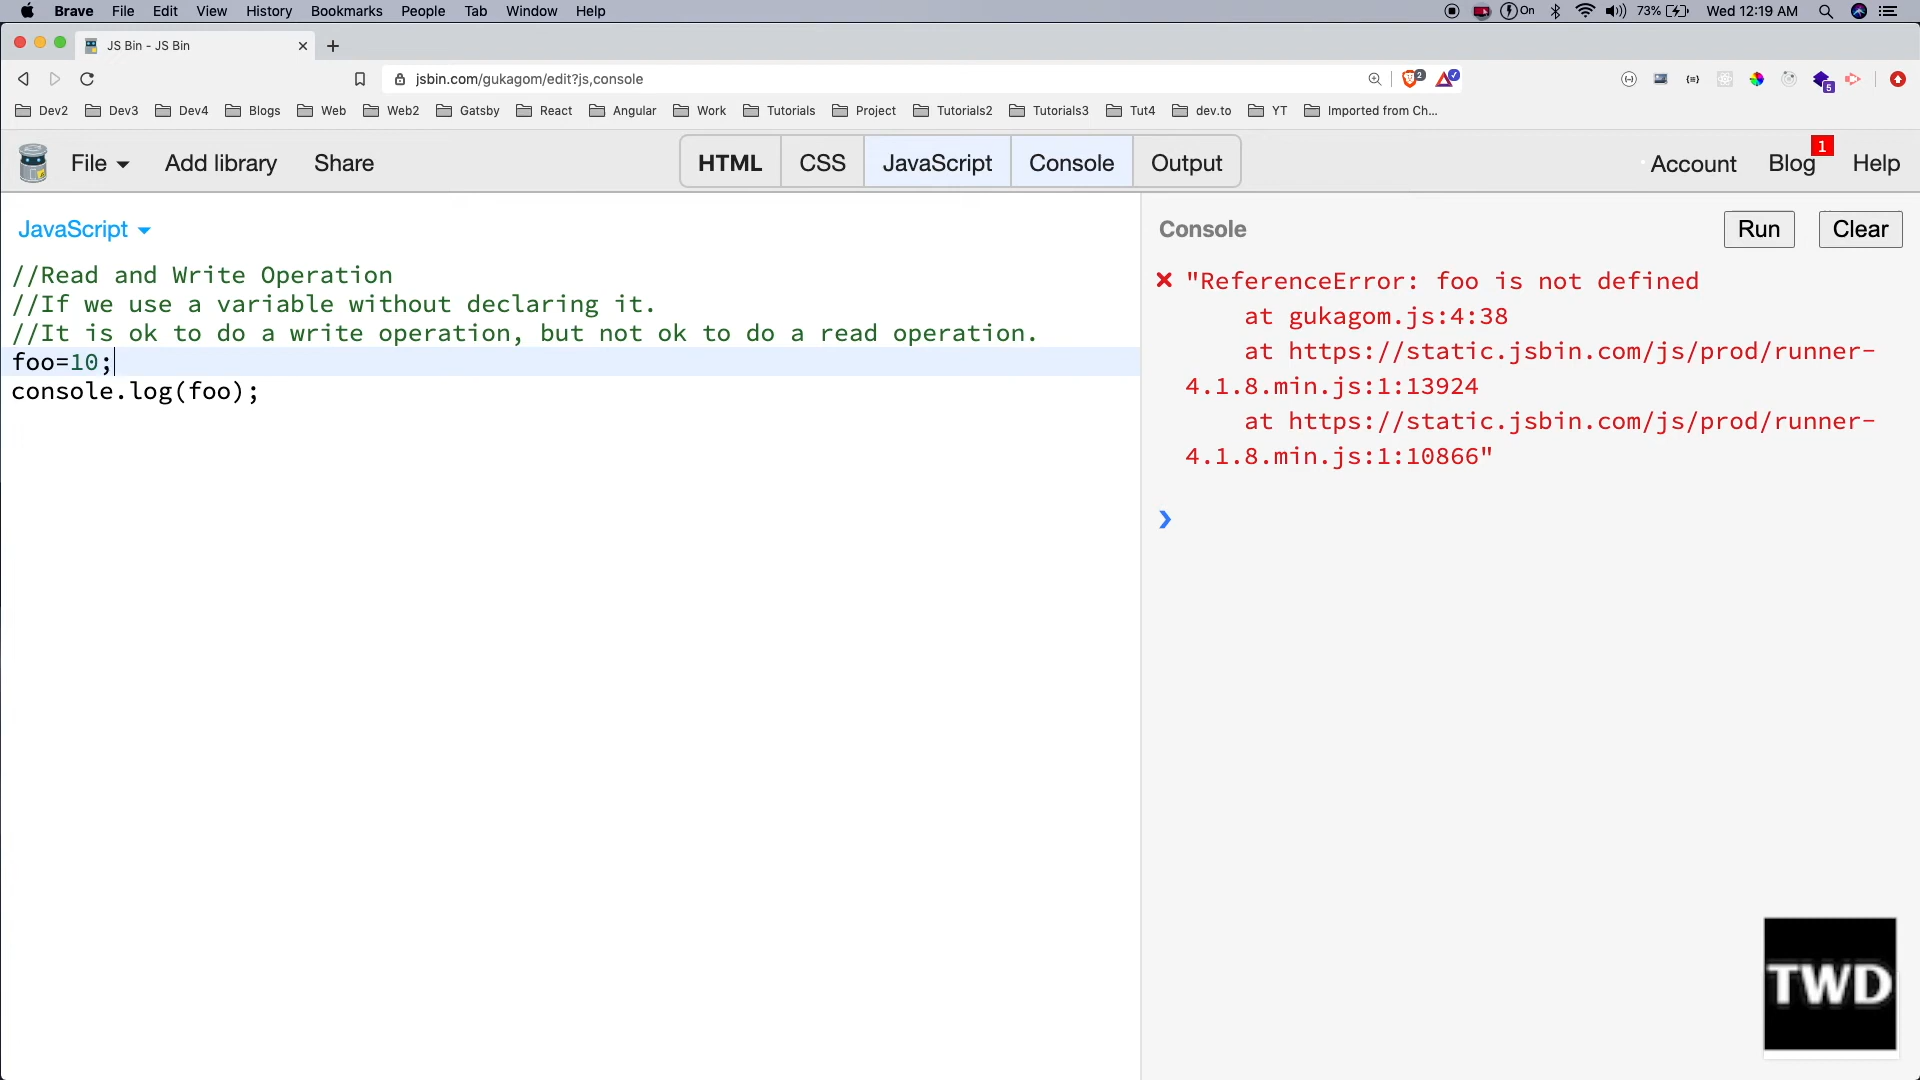 Brave File Edit View History Bookmarks People Tab Window Help On 73% Wed 12:19 AM
JS Bin - JS Bin
jsbin.com/gukagom/edit?js,console 2
Dev2 Dev3 Dev4 Blogs Web Web2 Gatsby React Angular Work Tutorials Project Tutorials2 Tutorials3 Tut4 dev.to YT Imported from Ch... 5
File Add library Share HTML CSS JavaScript Console Output Account Blog 1 Help
JavaScript
//Read and Write Operation
//If we use a variable without declaring it.
//It is ok to do a write operation, but not ok to do a read operation.
foo=10;
console.log(foo);
Console Run Clear
"ReferenceError: foo is not defined
at gukagom.js:4:38
at https://static.jsbin.com/js/prod/runner-
4.1.8.min.js:1:13924
at https://static.jsbin.com/js/prod/runner-
4.1.8.min.js:1:10866"
TWD